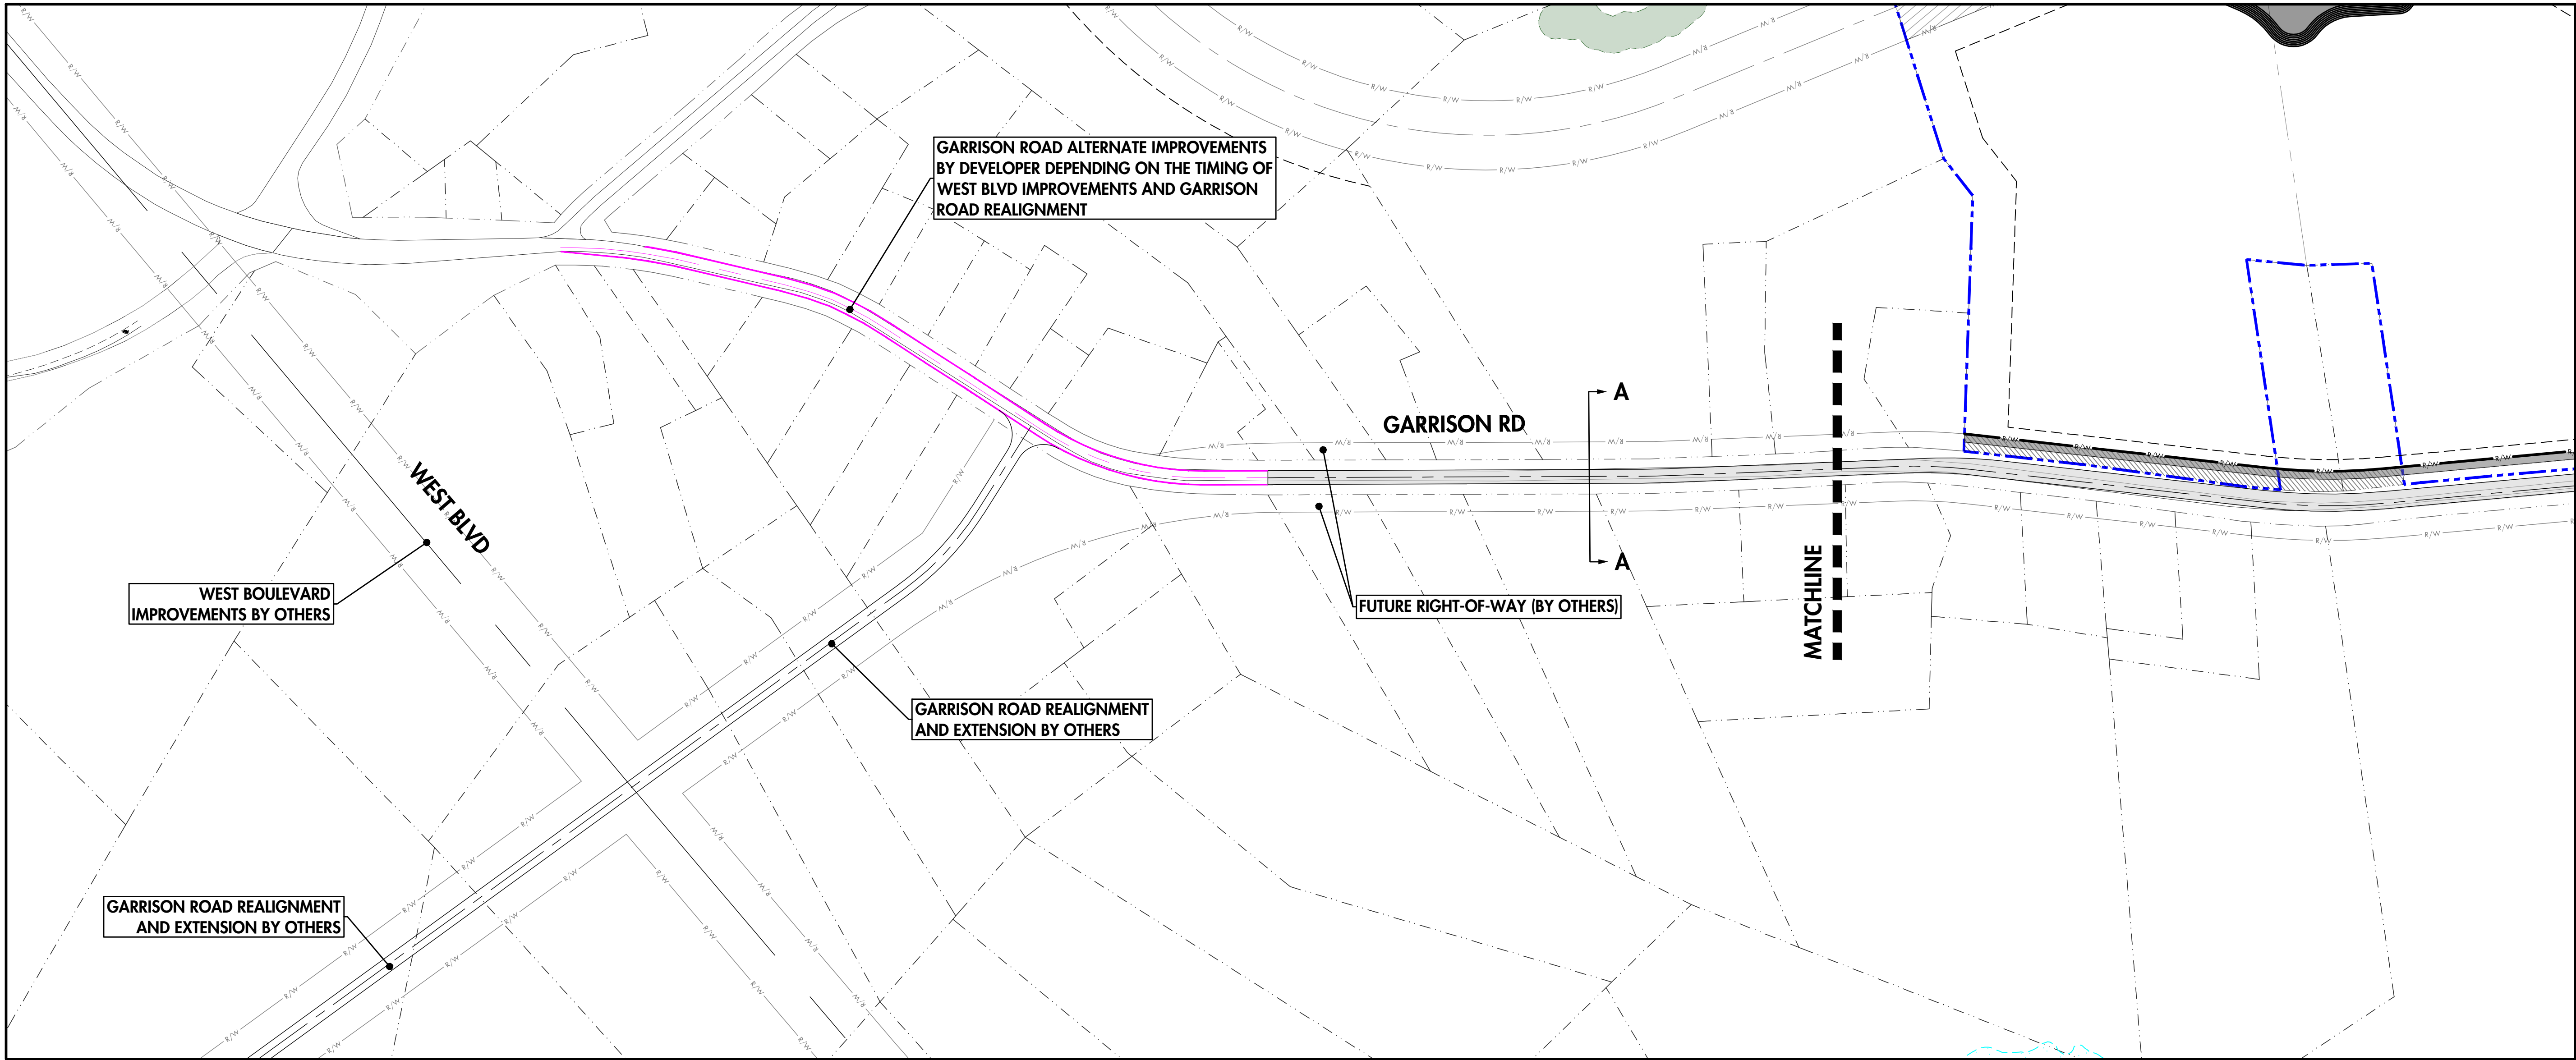 GARRISON ROAD ALTERNATE IMPROVEMENTS
BY DEVELOPER DEPENDING ON THE TIMING OF
WEST BLVD IMPROVEMENTS AND GARRISON
ROAD REALIGNMENT
A
GARRISON RD
WEST BLVD
A
MATCHLINE
WEST BOULEVARD
IMPROVEMENTS BY OTHERS
FUTURE RIGHT-OF-WAY (BY OTHERS)
GARRISON ROAD REALIGNMENT
AND EXTENSION BY OTHERS
GARRISON ROAD REALIGNMENT
AND EXTENSION BY OTHERS
R/W
R/W
R/W
R/W
R/W
R/W
R/W
R/W
R/W
R/W